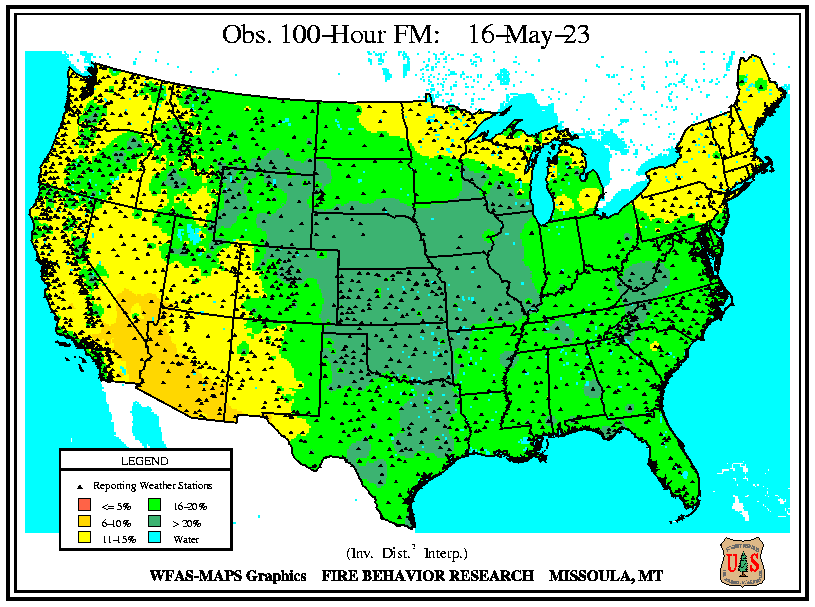 Obs. 100-Hour FM: 16-May-23
LEGEND
Reporting Weather Stations
<= 5%
16-20%
6-10%
> 20%
11-15%
Water
(Inv. Dist.² Interp.)
WFAS-MAPS Graphics FIRE BEHAVIOR RESEARCH MISSOULA, MT
U S